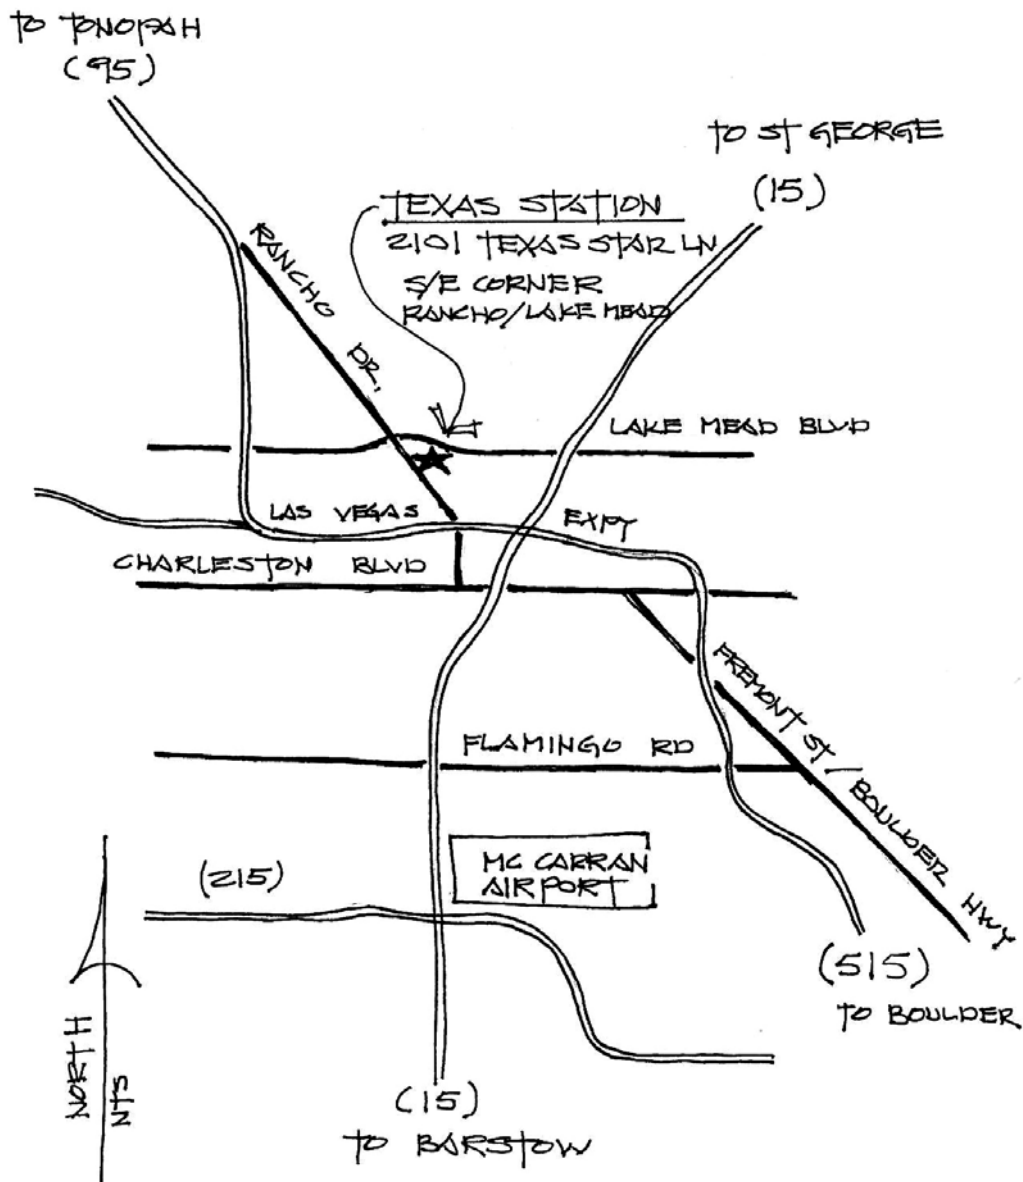 TO TONOPAH
(95)
TO ST GEORGE
(15)
TEXAS STATION
2101 TEXAS STAR LN
S/E CORNER
RANCHO/LAKE MEAD
RANCHO DR.
LAKE MEAD BLVD
LAS VEGAS EXPY
CHARLESTON BLVD
FREMONT ST / BOULDER HWY
FLAMINGO RD
MC CARRAN
AIRPORT
(215)
(515)
TO BOULDER
NORTH
NTS
(15)
TO BARSTOW